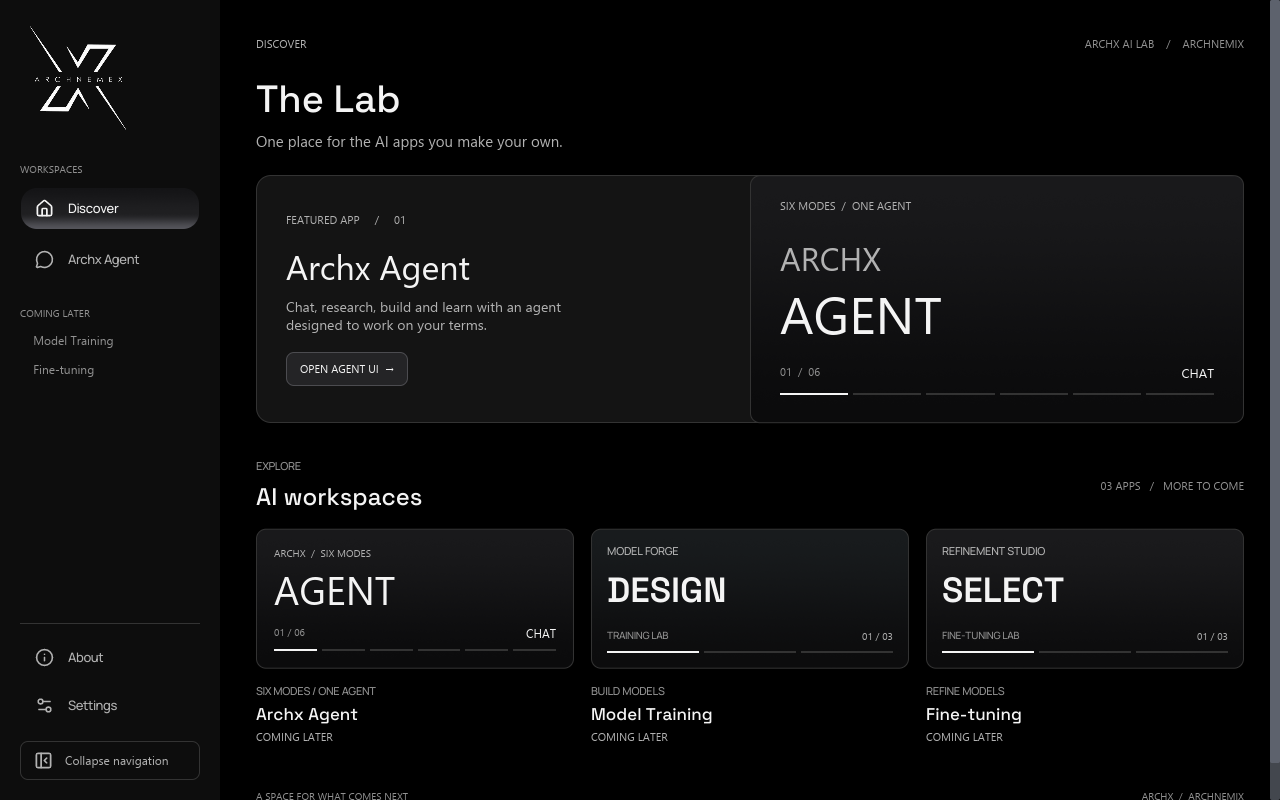 ARCHNEMEX
WORKSPACES
Discover
Archx Agent
COMING LATER
Model Training
Fine-tuning
About
Settings
Collapse navigation
DISCOVER
ARCHX AI LAB / ARCHNEMIX
The Lab
One place for the AI apps you make your own.
FEATURED APP / 01
Archx Agent
Chat, research, build and learn with an agent
designed to work on your terms.
OPEN AGENT UI →
SIX MODES / ONE AGENT
ARCHX
AGENT
01 / 06
CHAT
EXPLORE
AI workspaces
03 APPS / MORE TO COME
ARCHX / SIX MODES
AGENT
01 / 06
CHAT
SIX MODES / ONE AGENT
Archx Agent
COMING LATER
MODEL FORGE
DESIGN
TRAINING LAB
01 / 03
BUILD MODELS
Model Training
COMING LATER
REFINEMENT STUDIO
SELECT
FINE-TUNING LAB
01 / 03
REFINE MODELS
Fine-tuning
COMING LATER
A SPACE FOR WHAT COMES NEXT
ARCHX / ARCHNEMIX